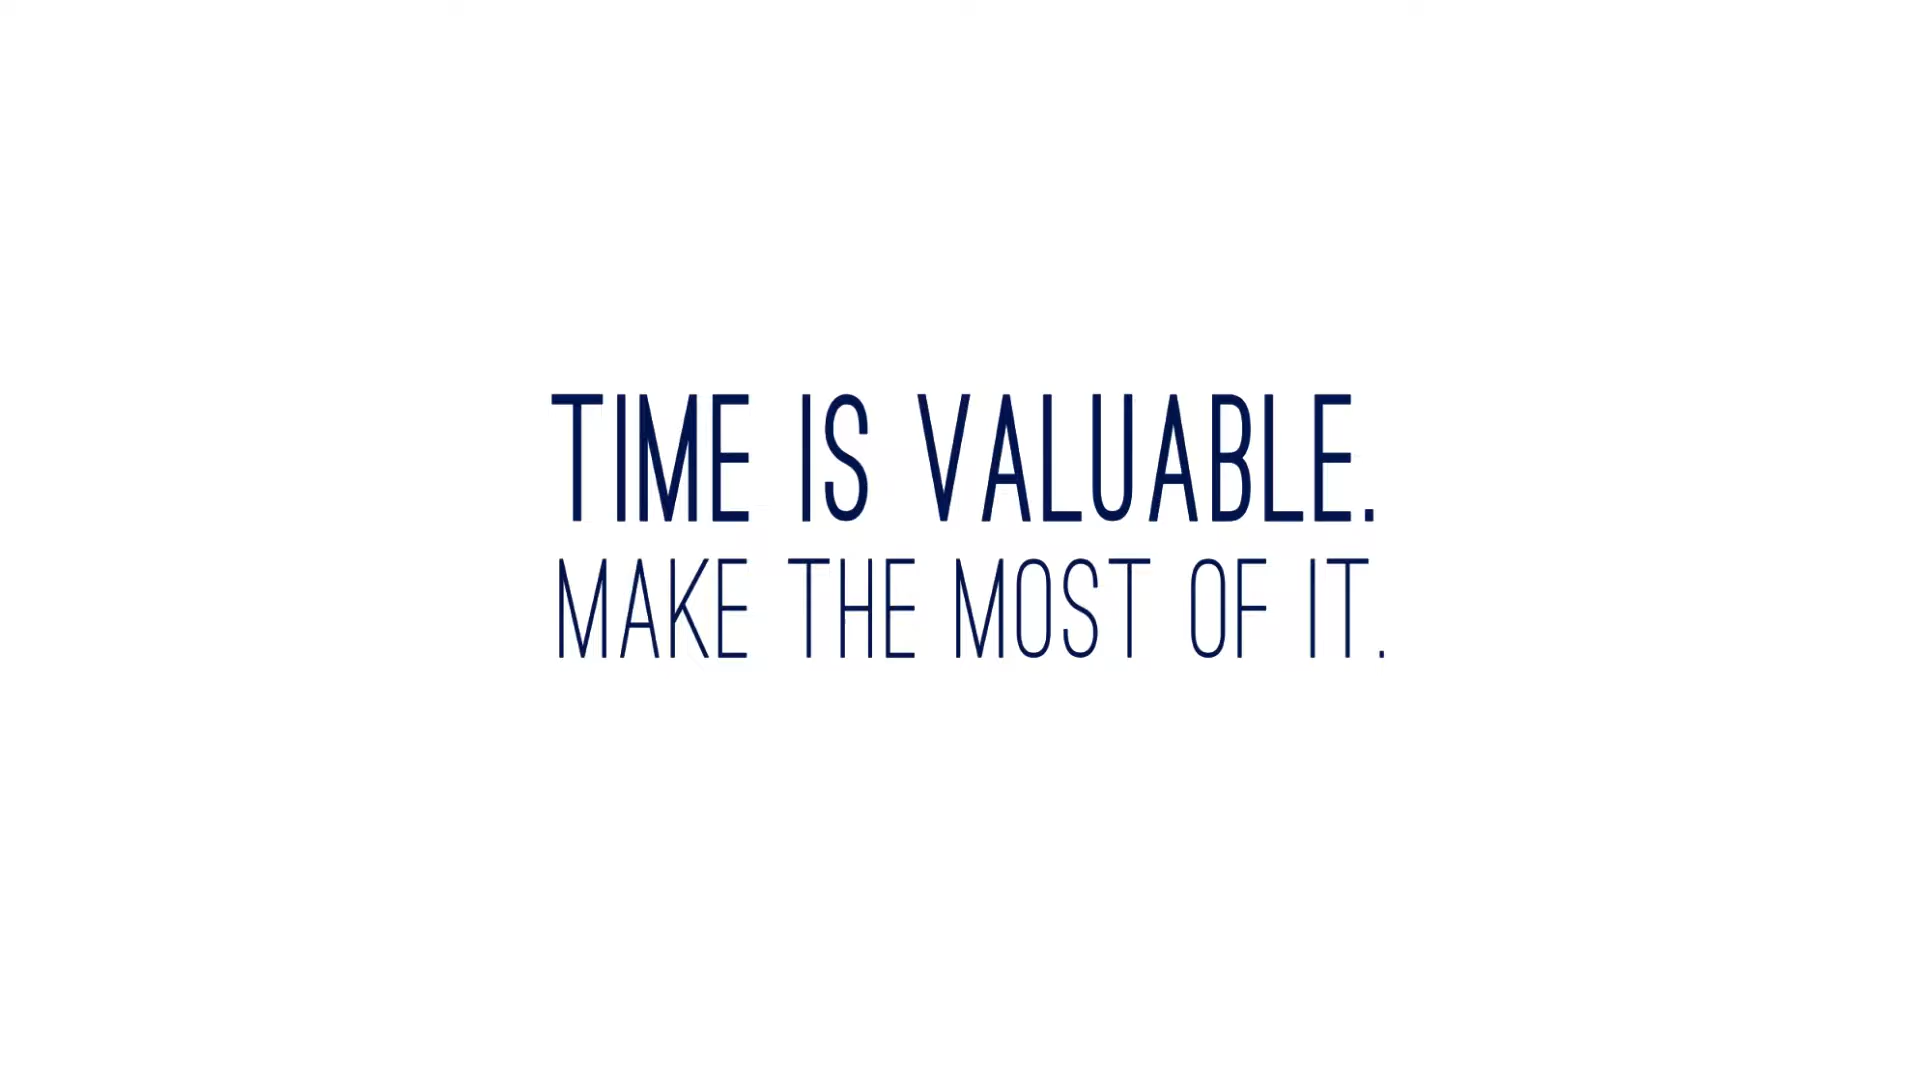 TIME IS VALUABLE.
MAKE THE MOST OF IT.